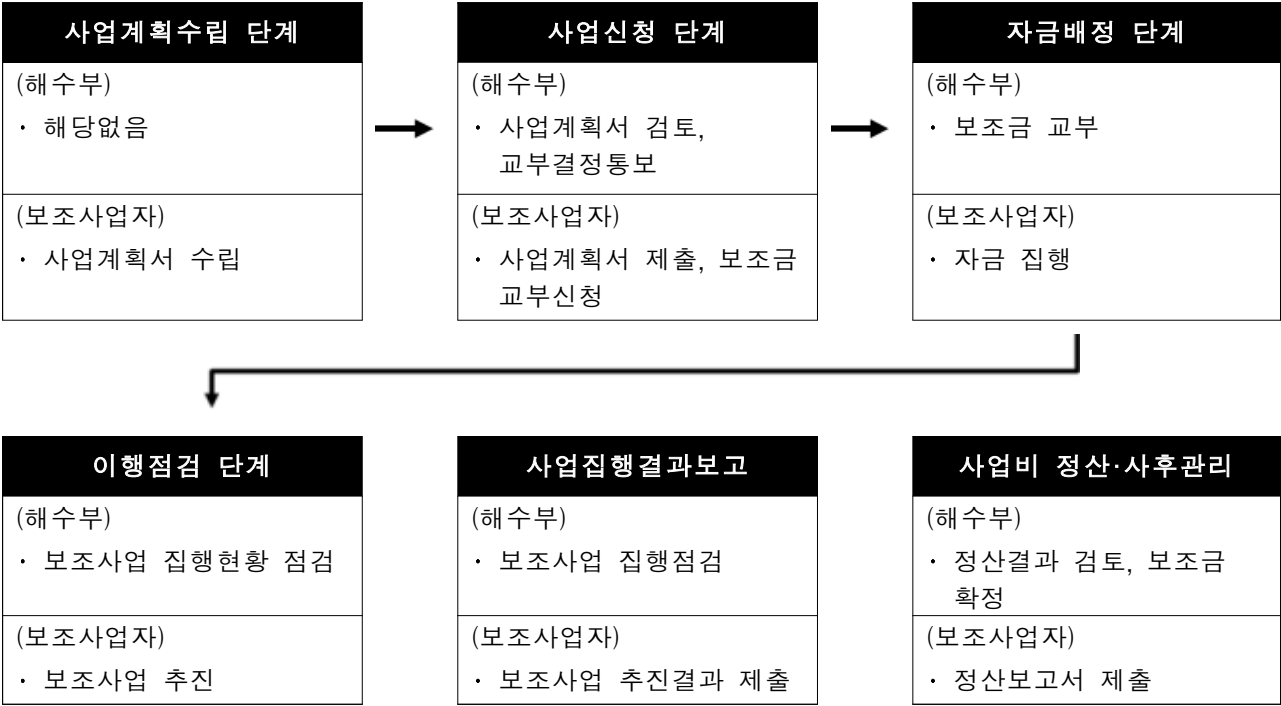 사업계획수립 단계
(해수부)
· 해당없음
(보조사업자)
· 사업계획서 수립
사업신청 단계
(해수부)
· 사업계획서 검토,
교부결정통보
(보조사업자)
· 사업계획서 제출, 보조금
교부신청
자금배정 단계
(해수부)
· 보조금 교부
(보조사업자)
· 자금 집행
이행점검 단계
(해수부)
· 보조사업 집행현황 점검
(보조사업자)
· 보조사업 추진
사업집행결과보고
(해수부)
· 보조사업 집행점검
(보조사업자)
· 보조사업 추진결과 제출
사업비 정산·사후관리
(해수부)
· 정산결과 검토, 보조금
확정
(보조사업자)
· 정산보고서 제출